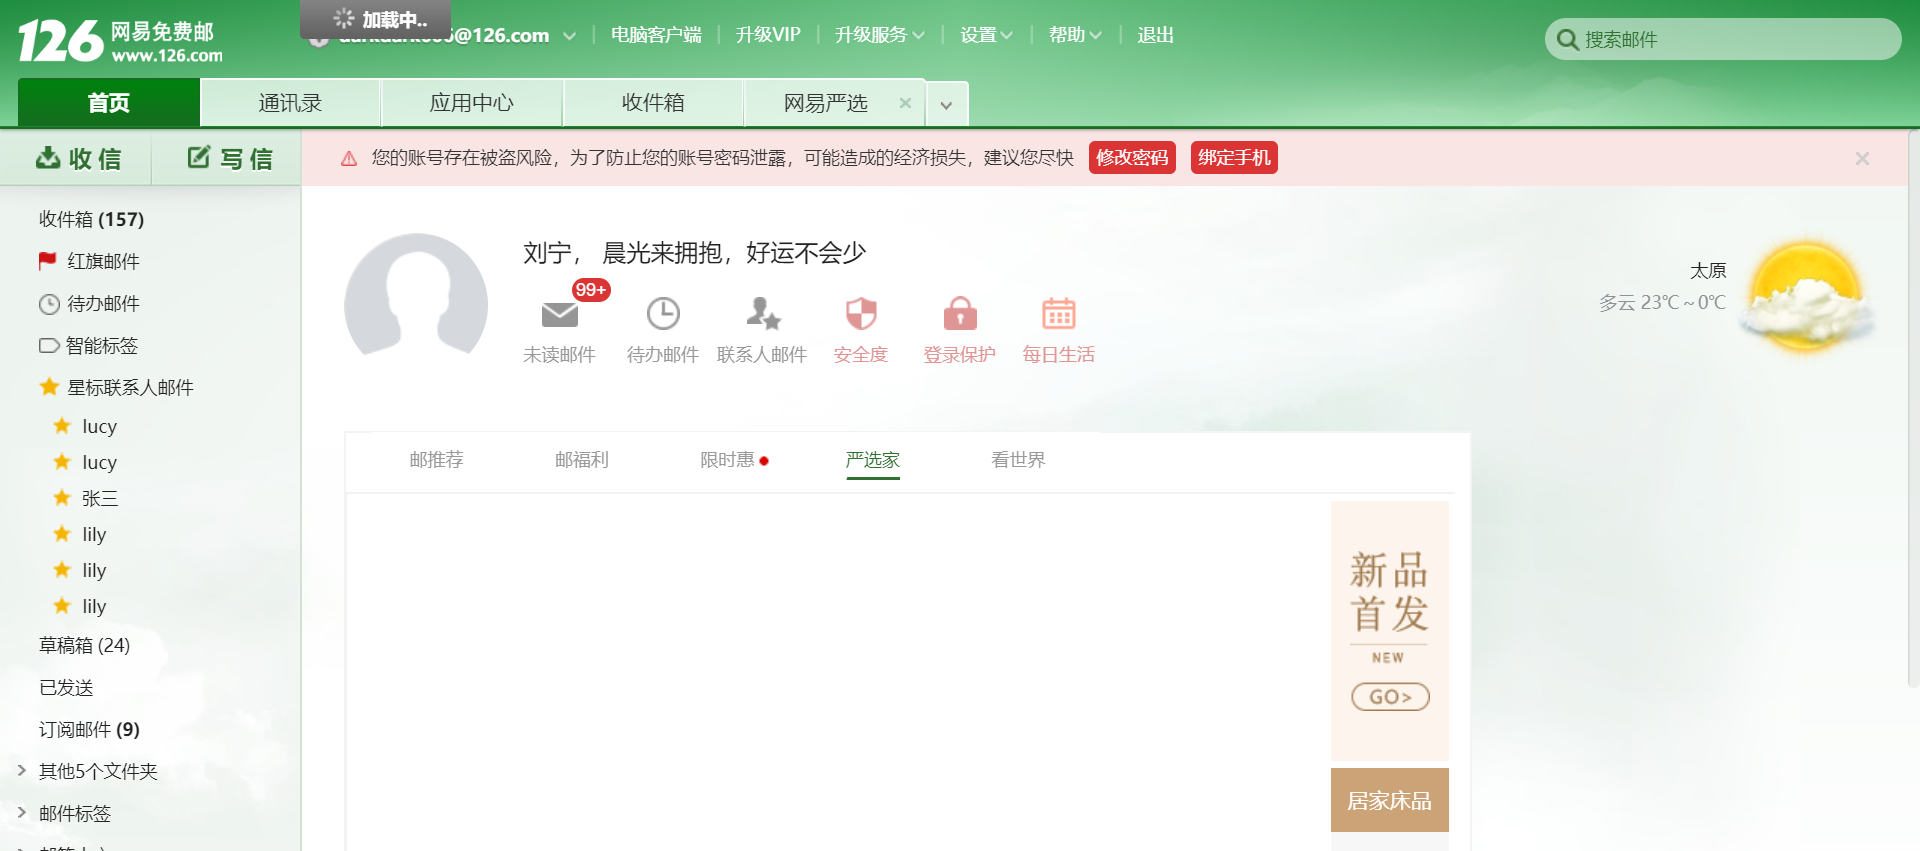 126 网易免费邮
www.126.com
加载中..
@126.com
电脑客户端
升级VIP
升级服务
设置
帮助
退出
搜索邮件
首页
通讯录
应用中心
收件箱
网易严选
收信
写信
您的账号存在被盗风险，为了防止您的账号密码泄露，可能造成的经济损失，建议您尽快 修改密码 绑定手机
收件箱 (157)
红旗邮件
待办邮件
智能标签
星标联系人邮件
lucy
lucy
张三
lily
lily
lily
草稿箱 (24)
已发送
订阅邮件 (9)
其他5个文件夹
邮件标签
刘宁， 晨光来拥抱，好运不会少
99+
未读邮件
待办邮件
联系人邮件
安全度
登录保护
每日生活
太原
多云 23℃ ~ 0℃
邮推荐
邮福利
限时惠
严选家
看世界
新品
首发
NEW
GO>
居家床品